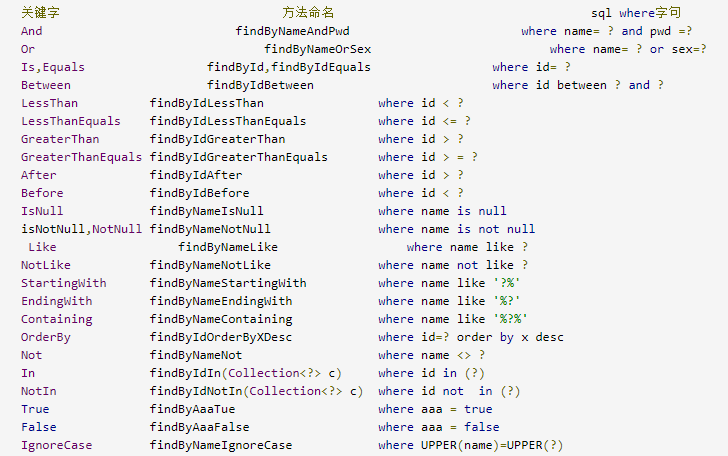 关键字 方法命名 sql where字句
And findByNameAndPwd where name= ? and pwd =?
Or findByNameOrSex where name= ? or sex=?
Is,Equals findById,findByIdEquals where id= ?
Between findByIdBetween where id between ? and ?
LessThan findByIdLessThan where id < ?
LessThanEquals findByIdLessThanEquals where id <= ?
GreaterThan findByIdGreaterThan where id > ?
GreaterThanEquals findByIdGreaterThanEquals where id > = ?
After findByIdAfter where id > ?
Before findByIdBefore where id < ?
IsNull findByNameIsNull where name is null
isNotNull,NotNull findByNameNotNull where name is not null
Like findByNameLike where name like ?
NotLike findByNameNotLike where name not like ?
StartingWith findByNameStartingWith where name like '?%'
EndingWith findByNameEndingWith where name like '%?'
Containing findByNameContaining where name like '%?%'
OrderBy findByIdOrderByXDesc where id=? order by x desc
Not findByNameNot where name <> ?
In findByIdIn(Collection<?> c) where id in (?)
NotIn findByIdNotIn(Collection<?> c) where id not in (?)
True findByAaaTue where aaa = true
False findByAaaFalse where aaa = false
IgnoreCase findByNameIgnoreCase where UPPER(name)=UPPER(?)